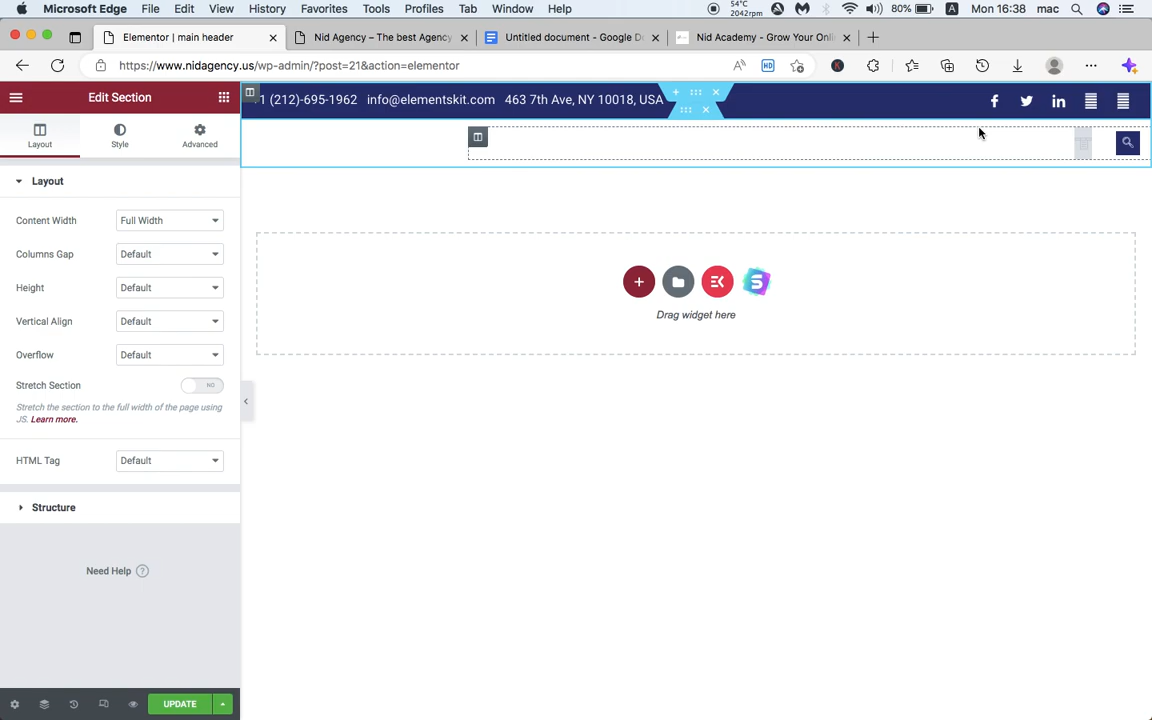 Microsoft Edge File Edit View History Favorites Tools Profiles Tab Window Help 54°C 2042rpm 80% A Mon 16:38 mac
Elementor | main header
Nid Agency – The best Agency
Untitled document - Google D
Nid Academy - Grow Your Onli
https://www.nidagency.us/wp-admin/?post=21&action=elementor
Edit Section
(212)-695-1962 info@elementskit.com 463 7th Ave, NY 10018, USA
Layout Style Advanced
Layout
Content Width Full Width
Columns Gap Default
Height Default
Vertical Align Default
Overflow Default
Stretch Section NO
Stretch the section to the full width of the page using
JS. Learn more.
HTML Tag Default
Structure
Need Help
UPDATE
Drag widget here